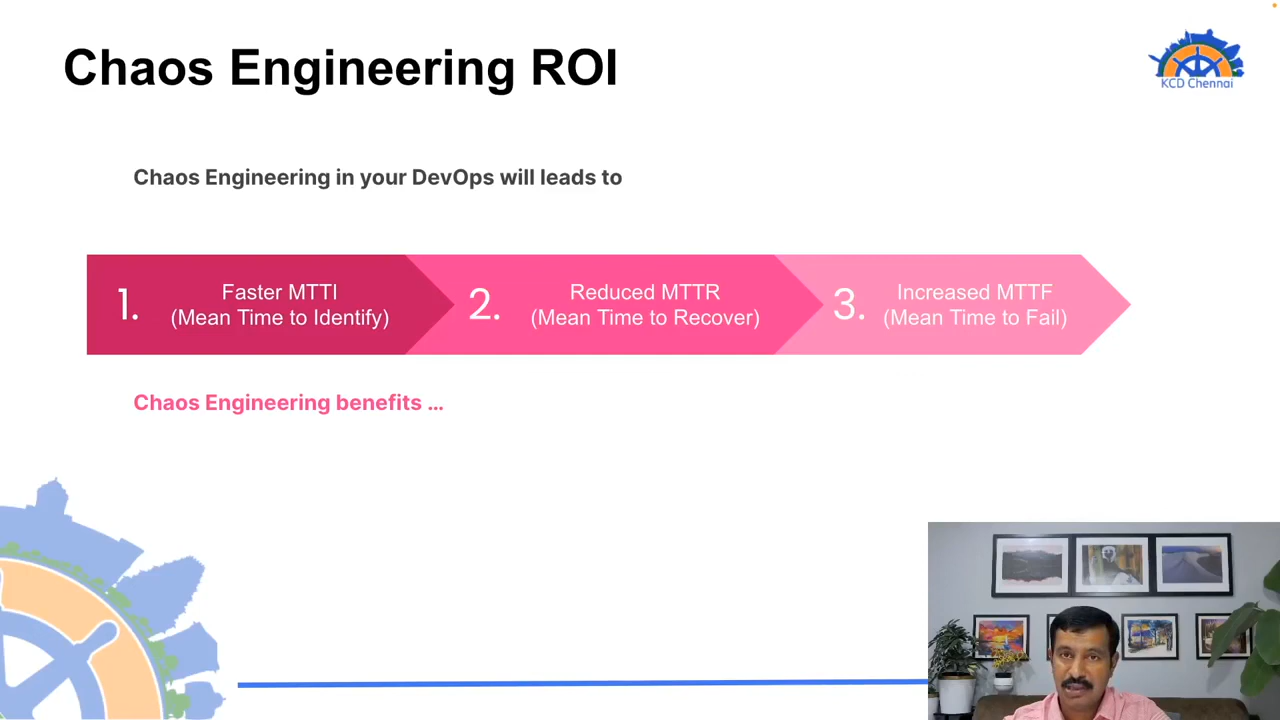 Chaos Engineering ROI
KCD Chennai
Chaos Engineering in your DevOps will leads to
1.
Faster MTTI
(Mean Time to Identify)
2.
Reduced MTTR
(Mean Time to Recover)
3.
Increased MTTF
(Mean Time to Fail)
Chaos Engineering benefits ...